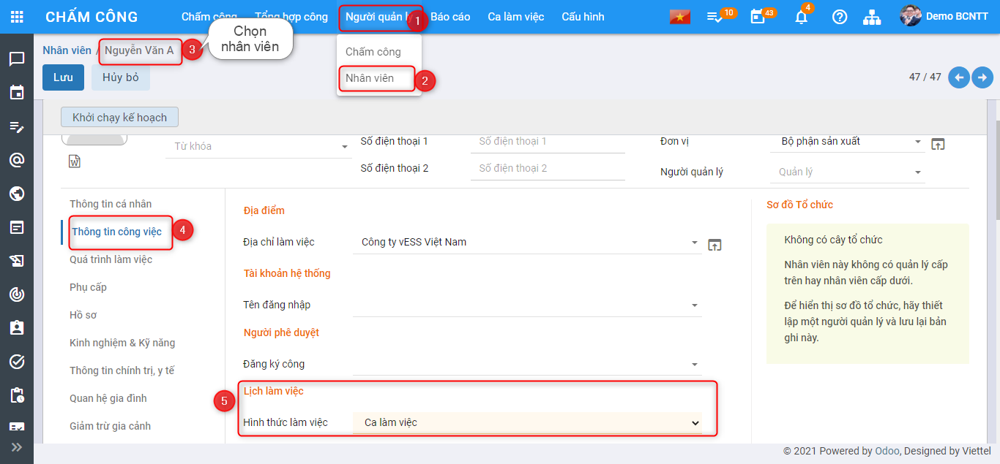 CHẤM CÔNG
Chấm công
Tổng hợp công
Người quản lý
Báo cáo
Ca làm việc
Cấu hình
10
43
4
Demo BCNTT
1
Chọn
nhân viên
Nhân viên / Nguyễn Văn A
3
Chấm công
Nhân viên
2
Lưu
Hủy bỏ
47 / 47
Khởi chạy kế hoạch
Từ khóa
Số điện thoại 1
Số điện thoại 1
Đơn vị
Bộ phận sản xuất
W
Số điện thoại 2
Số điện thoại 2
Người quản lý
Quản lý
Thông tin cá nhân
Thông tin công việc
4
Quá trình làm việc
Phụ cấp
Hồ sơ
Kinh nghiệm & Kỹ năng
Thông tin chính trị, y tế
Quan hệ gia đình
Giảm trừ gia cảnh
Địa điểm
Địa chỉ làm việc
Công ty vESS Việt Nam
Tài khoản hệ thống
Tên đăng nhập
Người phê duyệt
Đăng ký công
5
Lịch làm việc
Hình thức làm việc
Ca làm việc
Sơ đồ Tổ chức
Không có cây tổ chức
Nhân viên này không có quản lý cấp
trên hay nhân viên cấp dưới.
Để hiển thị sơ đồ tổ chức, hãy thiết
lập một người quản lý và lưu lại bản
ghi này.
© 2021 Powered by Odoo, Designed by Viettel